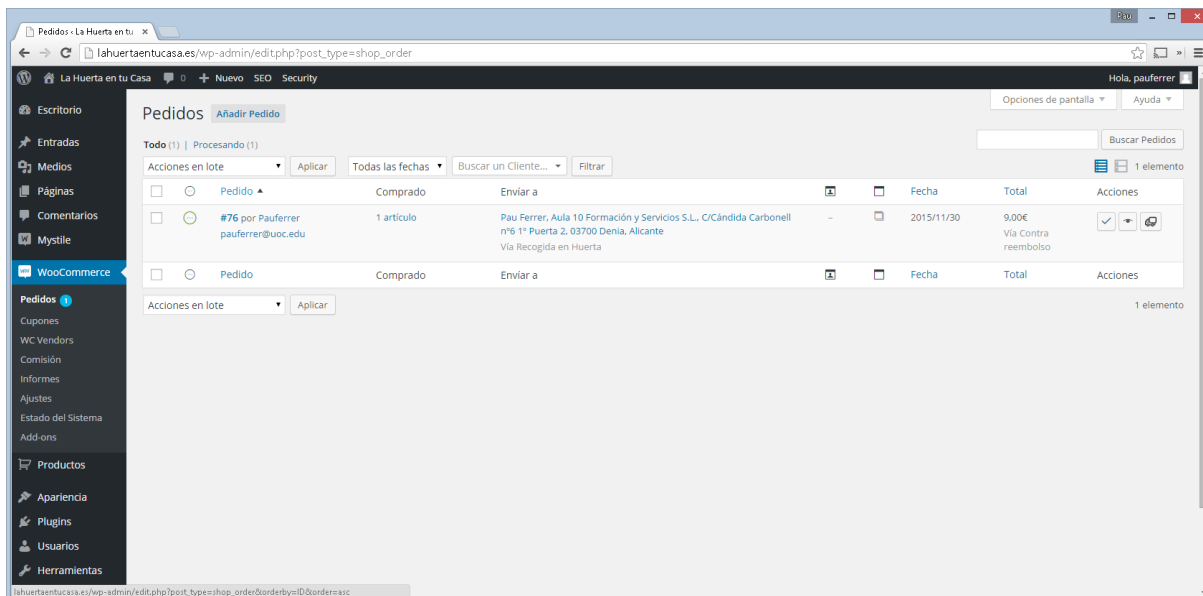 Pau
Pedidos ‹ La Huerta en tu
lahuertaentucasa.es/wp-admin/edit.php?post_type=shop_order
La Huerta en tu Casa 0 + Nuevo SEO Security Hola, pauferrer
Opciones de pantalla Ayuda
Escritorio
Entradas
Medios
Páginas
Comentarios
Mystile
WooCommerce
Pedidos 1
Cupones
WC Vendors
Comisión
Informes
Ajustes
Estado del Sistema
Add-ons
Productos
Apariencia
Plugins
Usuarios
Herramientas
Pedidos Añadir Pedido
Todo (1) | Procesando (1)
Buscar Pedidos
Acciones en lote Aplicar Todas las fechas Buscar un Cliente... Filtrar 1 elemento
Pedido Comprado Envíar a Fecha Total Acciones
#76 por Pauferrer 1 artículo Pau Ferrer, Aula 10 Formación y Servicios S.L., C/Cándida Carbonell – 2015/11/30 9,00€
pauferrer@uoc.edu nº6 1º Puerta 2, 03700 Denia, Alicante Vía Contra
Vía Recogida en Huerta reembolso
Pedido Comprado Envíar a Fecha Total Acciones
Acciones en lote Aplicar 1 elemento
lahuertaentucasa.es/wp-admin/edit.php?post_type=shop_order&orderby=ID&order=asc